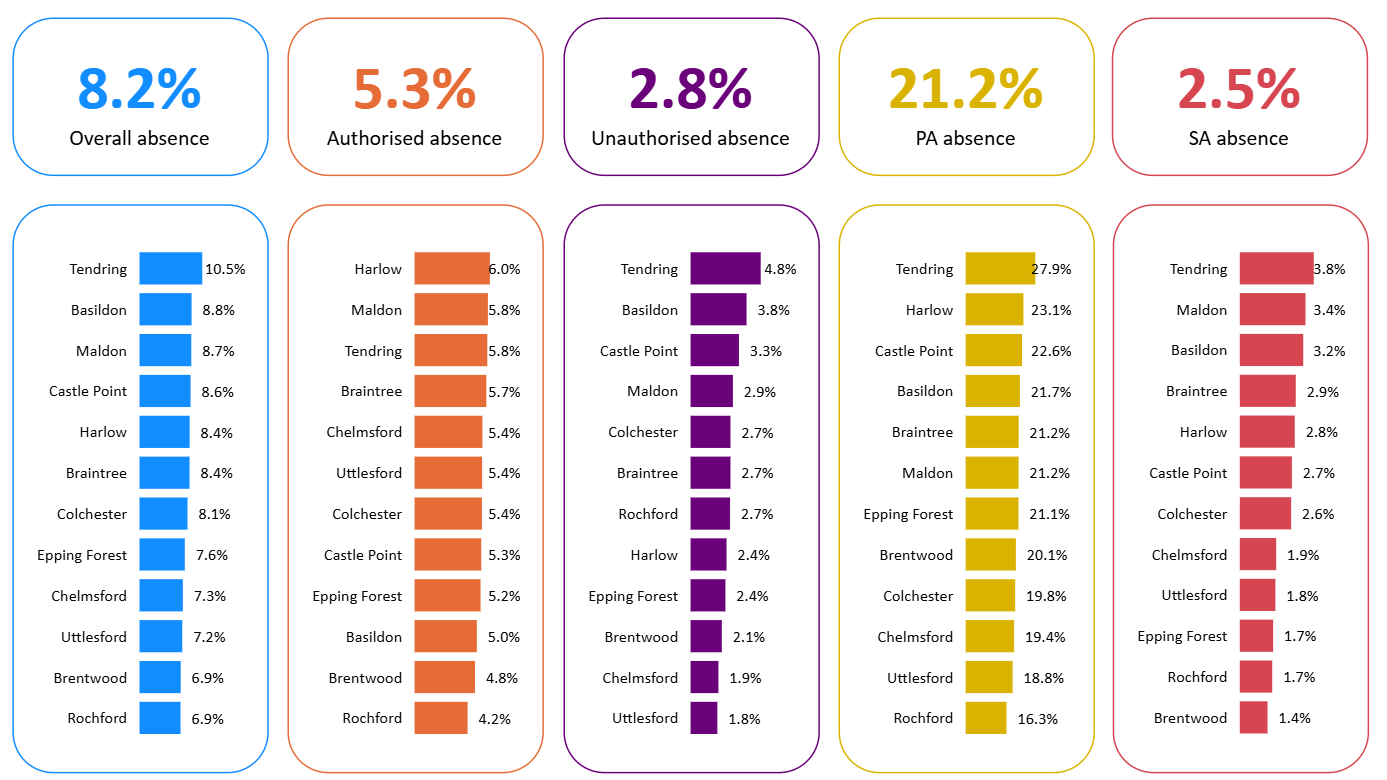 8.2%
Overall absence
5.3%
Authorised absence
2.8%
Unauthorised absence
21.2%
PA absence
2.5%
SA absence
Tendring 10.5%
Basildon 8.8%
Maldon 8.7%
Castle Point 8.6%
Harlow 8.4%
Braintree 8.4%
Colchester 8.1%
Epping Forest 7.6%
Chelmsford 7.3%
Uttlesford 7.2%
Brentwood 6.9%
Rochford 6.9%
Harlow 6.0%
Maldon 5.8%
Tendring 5.8%
Braintree 5.7%
Chelmsford 5.4%
Uttlesford 5.4%
Colchester 5.4%
Castle Point 5.3%
Epping Forest 5.2%
Basildon 5.0%
Brentwood 4.8%
Rochford 4.2%
Tendring 4.8%
Basildon 3.8%
Castle Point 3.3%
Maldon 2.9%
Colchester 2.7%
Braintree 2.7%
Rochford 2.7%
Harlow 2.4%
Epping Forest 2.4%
Brentwood 2.1%
Chelmsford 1.9%
Uttlesford 1.8%
Tendring 27.9%
Harlow 23.1%
Castle Point 22.6%
Basildon 21.7%
Braintree 21.2%
Maldon 21.2%
Epping Forest 21.1%
Brentwood 20.1%
Colchester 19.8%
Chelmsford 19.4%
Uttlesford 18.8%
Rochford 16.3%
Tendring 3.8%
Maldon 3.4%
Basildon 3.2%
Braintree 2.9%
Harlow 2.8%
Castle Point 2.7%
Colchester 2.6%
Chelmsford 1.9%
Uttlesford 1.8%
Epping Forest 1.7%
Rochford 1.7%
Brentwood 1.4%